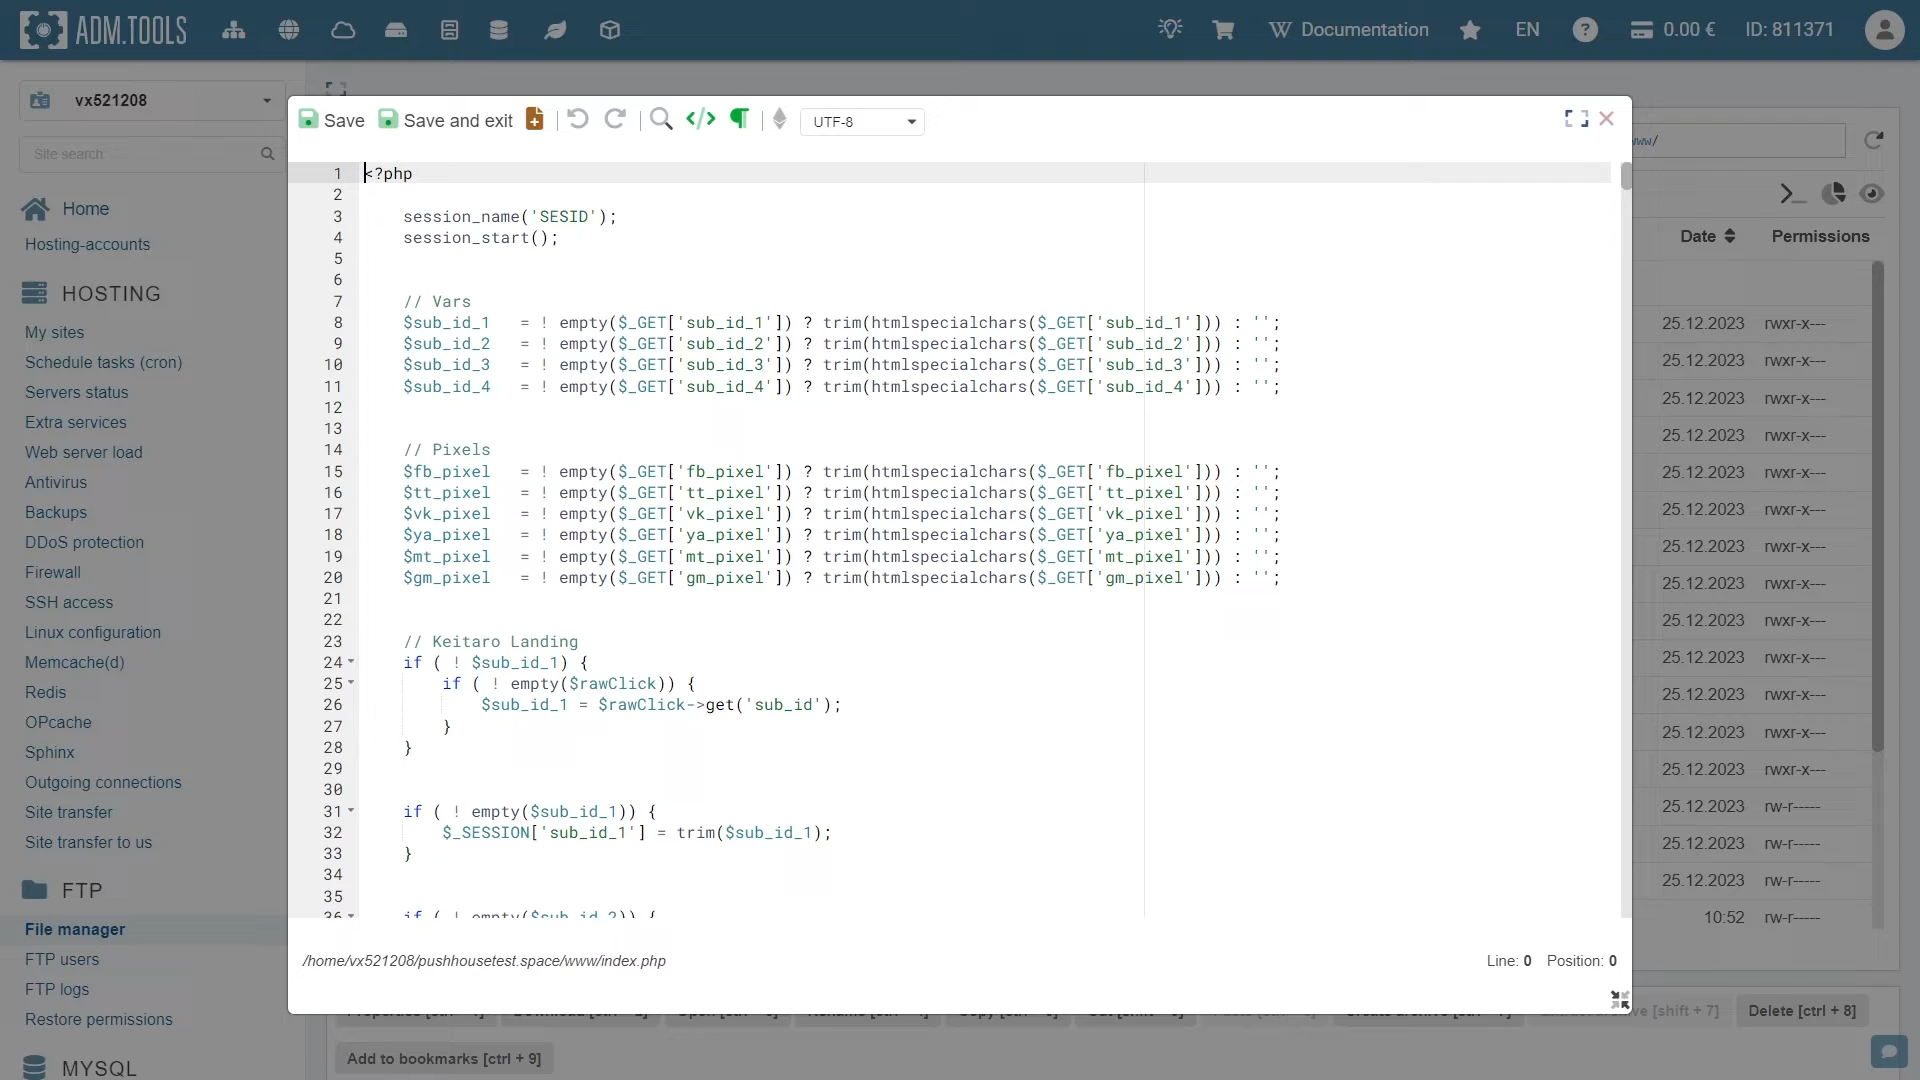 ADM.TOOLS
Documentation
EN
0.00 €
ID: 811371
vx521208
Site search
Home
Hosting-accounts
HOSTING
My sites
Schedule tasks (cron)
Servers status
Extra services
Web server load
Antivirus
Backups
DDoS protection
Firewall
SSH access
Linux configuration
Memcache(d)
Redis
OPcache
Sphinx
Outgoing connections
Site transfer
Site transfer to us
FTP
File manager
FTP users
FTP logs
Restore permissions
MYSQL
Save
Save and exit
UTF-8
1 <?php
2
3 session_name('SESID');
4 session_start();
5
6
7 // Vars
8 $sub_id_1 = ! empty($_GET['sub_id_1']) ? trim(htmlspecialchars($_GET['sub_id_1'])) : '';
9 $sub_id_2 = ! empty($_GET['sub_id_2']) ? trim(htmlspecialchars($_GET['sub_id_2'])) : '';
10 $sub_id_3 = ! empty($_GET['sub_id_3']) ? trim(htmlspecialchars($_GET['sub_id_3'])) : '';
11 $sub_id_4 = ! empty($_GET['sub_id_4']) ? trim(htmlspecialchars($_GET['sub_id_4'])) : '';
12
13
14 // Pixels
15 $fb_pixel = ! empty($_GET['fb_pixel']) ? trim(htmlspecialchars($_GET['fb_pixel'])) : '';
16 $tt_pixel = ! empty($_GET['tt_pixel']) ? trim(htmlspecialchars($_GET['tt_pixel'])) : '';
17 $vk_pixel = ! empty($_GET['vk_pixel']) ? trim(htmlspecialchars($_GET['vk_pixel'])) : '';
18 $ya_pixel = ! empty($_GET['ya_pixel']) ? trim(htmlspecialchars($_GET['ya_pixel'])) : '';
19 $mt_pixel = ! empty($_GET['mt_pixel']) ? trim(htmlspecialchars($_GET['mt_pixel'])) : '';
20 $gm_pixel = ! empty($_GET['gm_pixel']) ? trim(htmlspecialchars($_GET['gm_pixel'])) : '';
21
22
23 // Keitaro Landing
24 if ( ! $sub_id_1) {
25 if ( ! empty($rawClick)) {
26 $sub_id_1 = $rawClick->get('sub_id');
27 }
28 }
29
30
31 if ( ! empty($sub_id_1)) {
32 $_SESSION['sub_id_1'] = trim($sub_id_1);
33 }
34
35
36 if ( ! empty($sub_id_2)) {
/home/vx521208/pushhousetest.space/www/index.php
Line: 0 Position: 0
www/
Date Permissions
25.12.2023 rwxr-x---
25.12.2023 rwxr-x---
25.12.2023 rwxr-x---
25.12.2023 rwxr-x---
25.12.2023 rwxr-x---
25.12.2023 rwxr-x---
25.12.2023 rwxr-x---
25.12.2023 rwxr-x---
25.12.2023 rwxr-x---
25.12.2023 rwxr-x---
25.12.2023 rwxr-x---
25.12.2023 rwxr-x---
25.12.2023 rwxr-x---
25.12.2023 rw-r-----
25.12.2023 rw-r-----
25.12.2023 rw-r-----
10:52 rw-r-----
[shift + 7]
Delete [ctrl + 8]
Add to bookmarks [ctrl + 9]